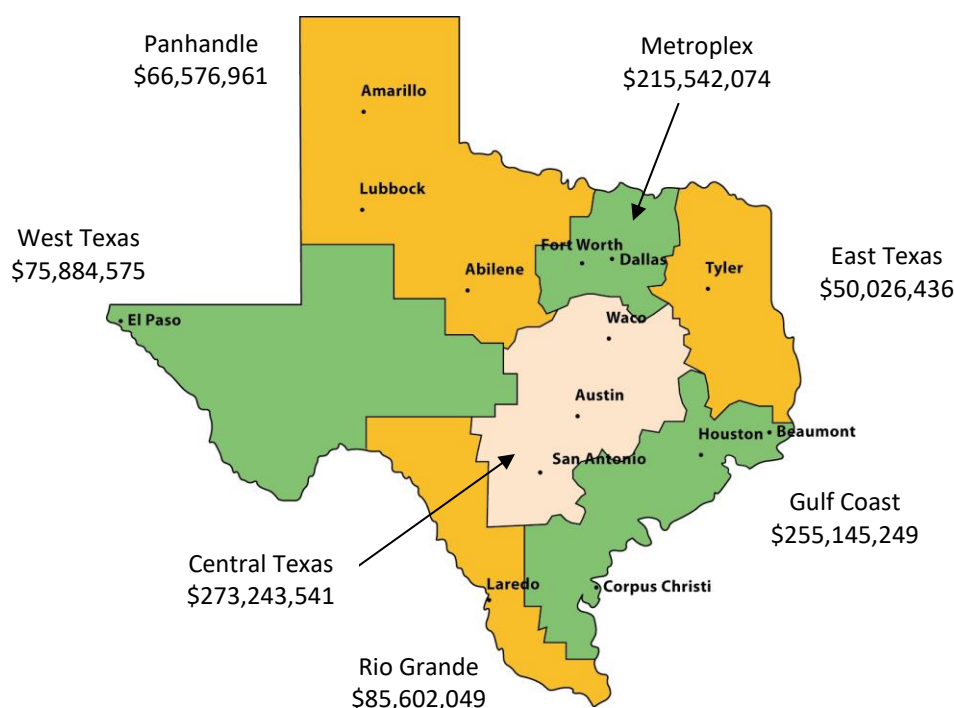 Panhandle
$66,576,961
Metroplex
$215,542,074
Amarillo
Lubbock
West Texas
$75,884,575
Fort Worth
Dallas
Abilene
Tyler
East Texas
$50,026,436
El Paso
Waco
Austin
Houston
Beaumont
San Antonio
Gulf Coast
$255,145,249
Central Texas
$273,243,541
Laredo
Corpus Christi
Rio Grande
$85,602,049